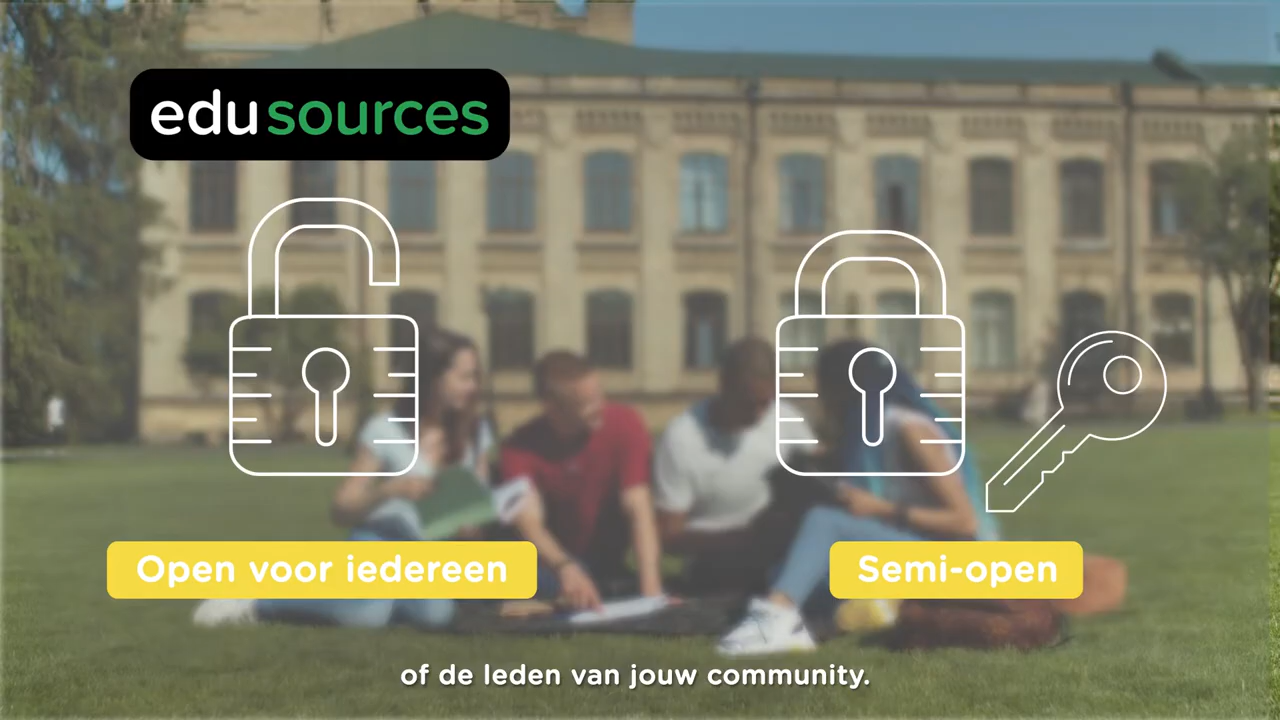 edusources
Open voor iedereen
Semi-open
of de leden van jouw community.